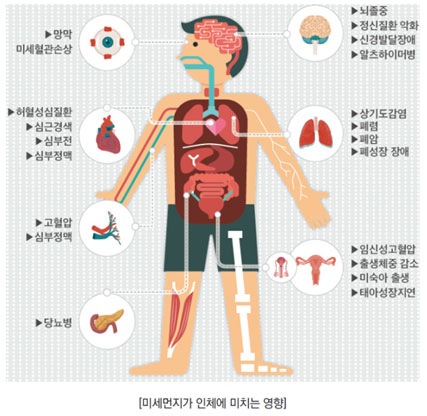 ▶망막
미세혈관손상
▶뇌졸중
▶정신질환 악화
▶신경발달장애
▶알츠하이머병
▶허혈성심질환
▶심근경색
▶심부전
▶심부정맥
▶상기도감염
▶폐렴
▶폐암
▶폐성장 장애
▶고혈압
▶심부정맥
▶임신성고혈압
▶출생체중 감소
▶미숙아 출생
▶태아성장지연
▶당뇨병
[미세먼지가 인체에 미치는 영향]